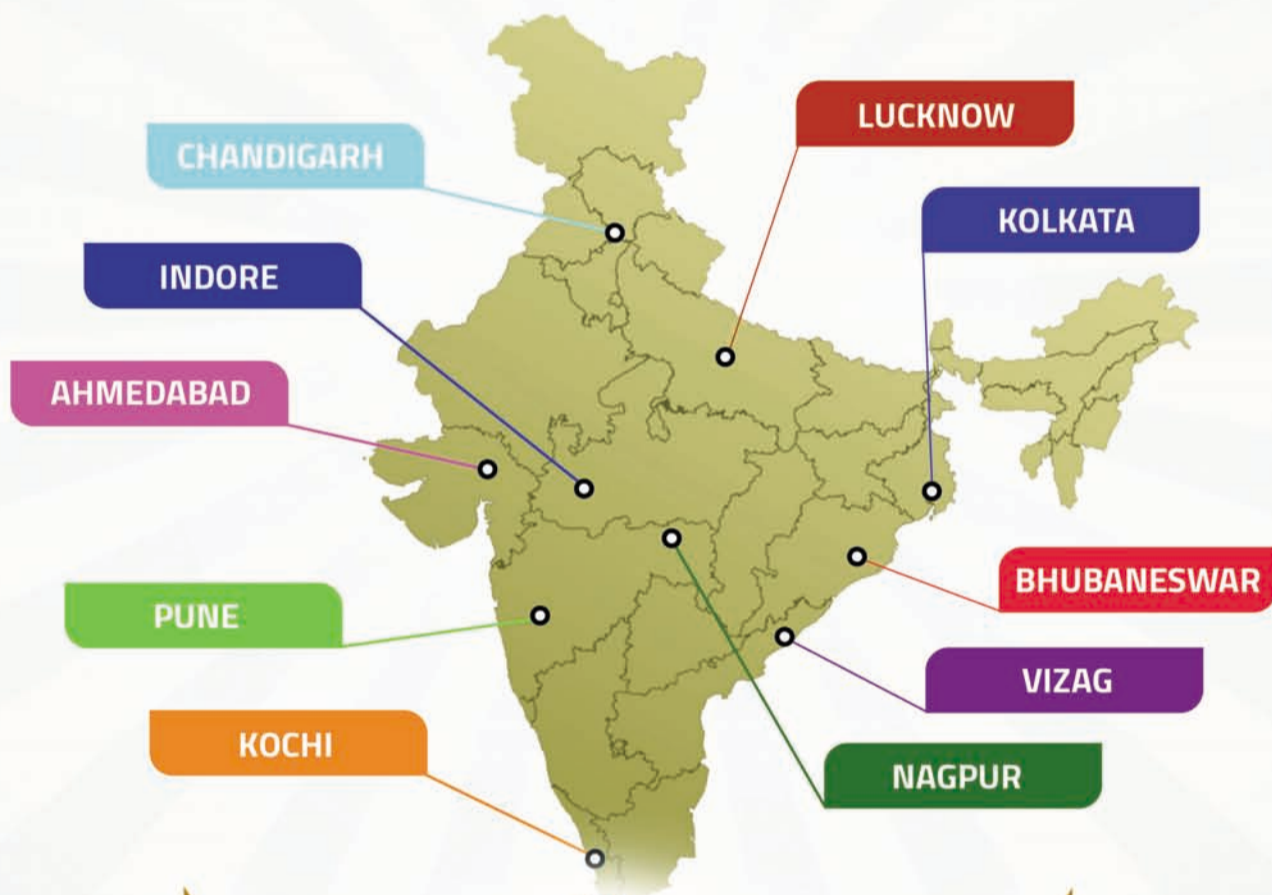 LUCKNOW
CHANDIGARH
KOLKATA
INDORE
AHMEDABAD
BHUBANESWAR
PUNE
VIZAG
KOCHI
NAGPUR